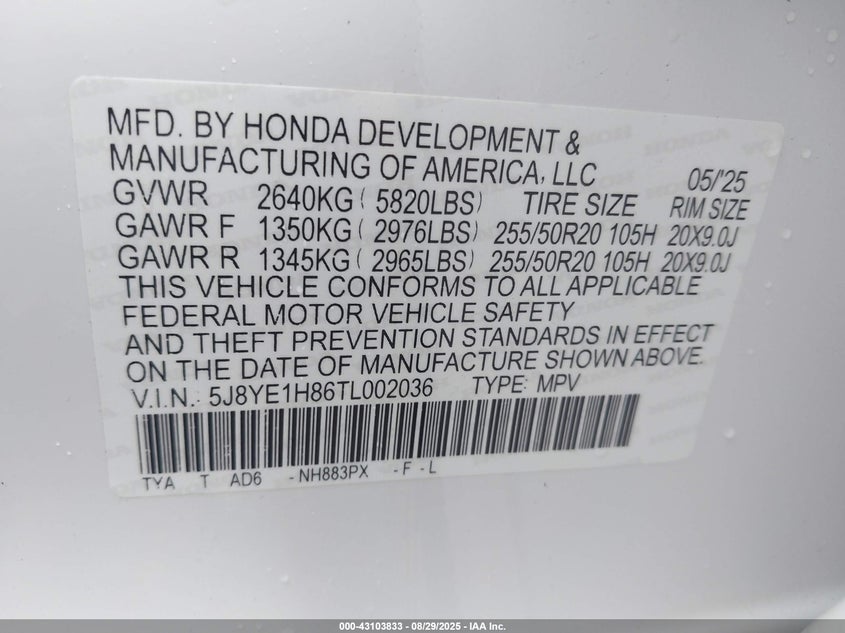 MFD. BY HONDA DEVELOPMENT &
MANUFACTURING OF AMERICA, LLC 05/'25
GVWR 2640KG ( 5820LBS) TIRE SIZE RIM SIZE
GAWR F 1350KG ( 2976LBS) 255/50R20 105H 20X9.0J
GAWR R 1345KG ( 2965LBS) 255/50R20 105H 20X9.0J
THIS VEHICLE CONFORMS TO ALL APPLICABLE
FEDERAL MOTOR VEHICLE SAFETY
AND THEFT PREVENTION STANDARDS IN EFFECT
ON THE DATE OF MANUFACTURE SHOWN ABOVE.
V.I.N.: 5J8YE1H86TL002036 TYPE: MPV
TYA T AD6 -NH883PX -F -L
000-43103833 - 08/29/2025 - IAA Inc.